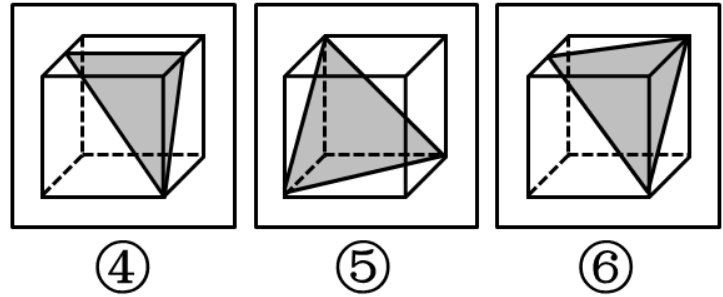 ④ ⑤ ⑥